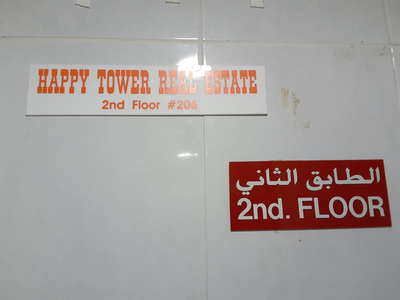 HAPPY TOWER REAL ESTATE
2nd Floor #206
الطابق الثاني
2nd. FLOOR